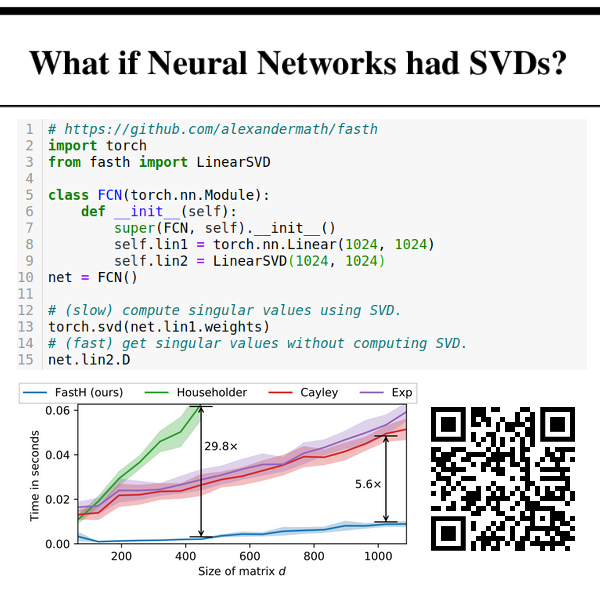 What if Neural Networks had SVDs?
1 # https://github.com/alexandermath/fasth
2 import torch
3 from fasth import LinearSVD
4
5 class FCN(torch.nn.Module):
6     def __init__(self):
7         super(FCN, self).__init__()
8         self.lin1 = torch.nn.Linear(1024, 1024)
9         self.lin2 = LinearSVD(1024, 1024)
10 net = FCN()
11
12 # (slow) compute singular values using SVD.
13 torch.svd(net.lin1.weights)
14 # (fast) get singular values without computing SVD.
15 net.lin2.D
FastH (ours) Householder Cayley Exp
0.06
0.04
0.02
0.00
Time in seconds
29.8×
5.6×
200 400 600 800 1000
Size of matrix d